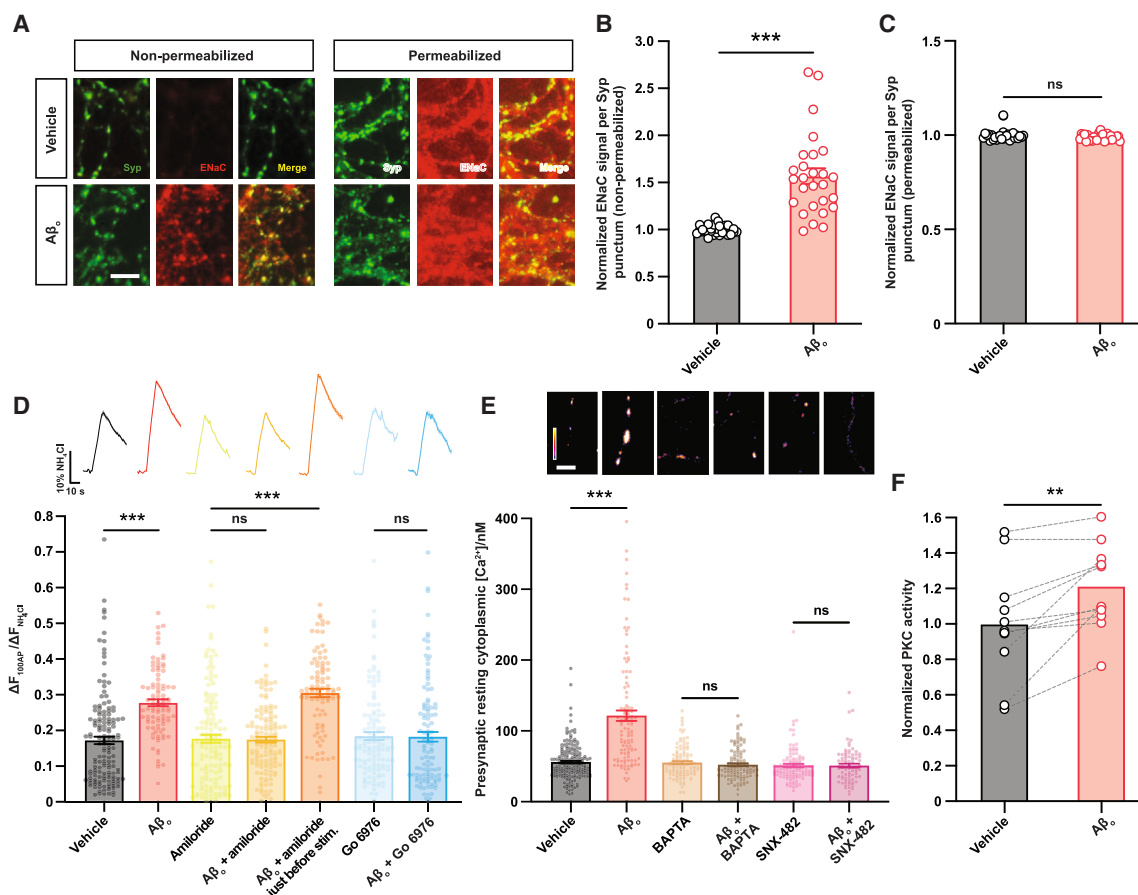 A
Non-permeabilized
Permeabilized
Vehicle
Syp
ENaC
Merge
Syp
ENaC
Merge
Aβₒ
B
Normalized ENaC signal per Syp
punctum (non-permeabilized)
3.0
2.5
2.0
1.5
1.0
0.5
0
***
Vehicle
Aβₒ
C
Normalized ENaC signal per Syp
punctum (permeabilized)
1.5
1.0
0.5
0
ns
Vehicle
Aβₒ
D
10% NH₄Cl
10 s
ΔF₁₀₀ₐₚ/ΔF_NH₄Cl
0.8
0.7
0.6
0.5
0.4
0.3
0.2
0.1
0
***
ns
***
ns
Vehicle
Aβₒ
Amiloride
Aβₒ + amiloride
Aβₒ + amiloride
just before stim.
Go 6976
Aβₒ + Go 6976
E
Presynaptic resting cytoplasmic [Ca²⁺]/nM
400
300
200
100
50
0
***
ns
ns
Vehicle
Aβₒ
BAPTA
Aβₒ +
BAPTA
SNX-482
Aβₒ +
SNX-482
F
Normalized PKC activity
1.6
1.4
1.2
1.0
0.8
0.6
0.4
0.2
0
**
Vehicle
Aβₒ